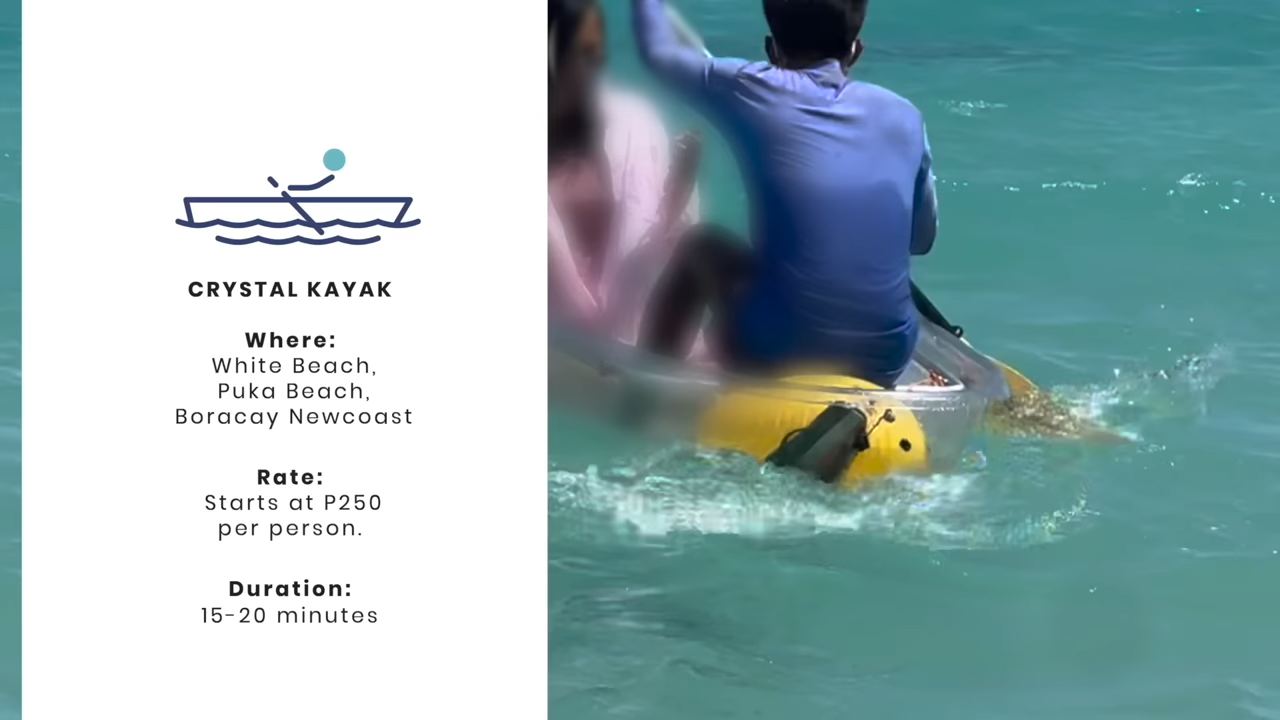 CRYSTAL KAYAK
Where:
White Beach,
Puka Beach,
Boracay Newcoast
Rate:
Starts at P250
per person.
Duration:
15-20 minutes